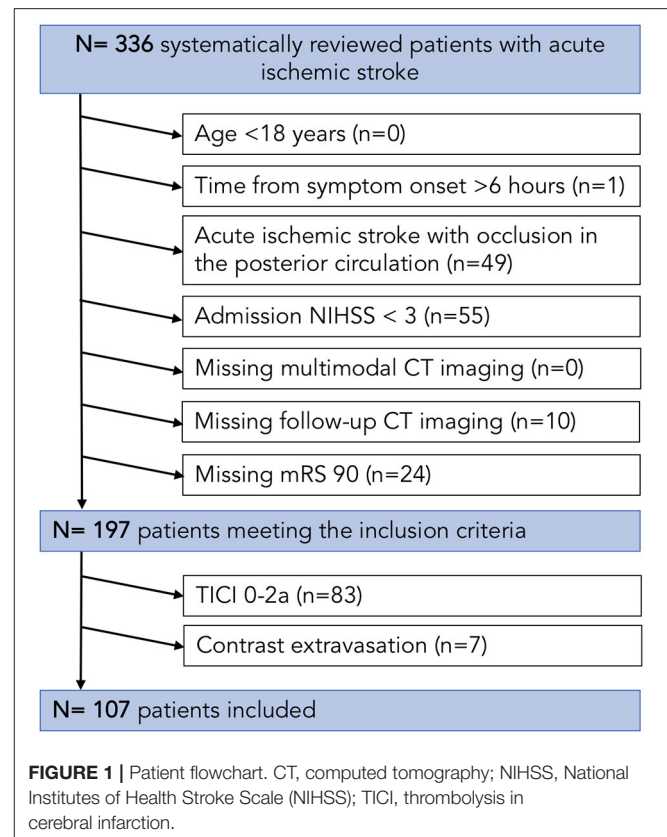 N= 336 systematically reviewed patients with acute
ischemic stroke
Age <18 years (n=0)
Time from symptom onset >6 hours (n=1)
Acute ischemic stroke with occlusion in
the posterior circulation (n=49)
Admission NIHSS < 3 (n=55)
Missing multimodal CT imaging (n=0)
Missing follow-up CT imaging (n=10)
Missing mRS 90 (n=24)
N= 197 patients meeting the inclusion criteria
TICI 0-2a (n=83)
Contrast extravasation (n=7)
N= 107 patients included
FIGURE 1 | Patient flowchart. CT, computed tomography; NIHSS, National
Institutes of Health Stroke Scale (NIHSS); TICI, thrombolysis in
cerebral infarction.